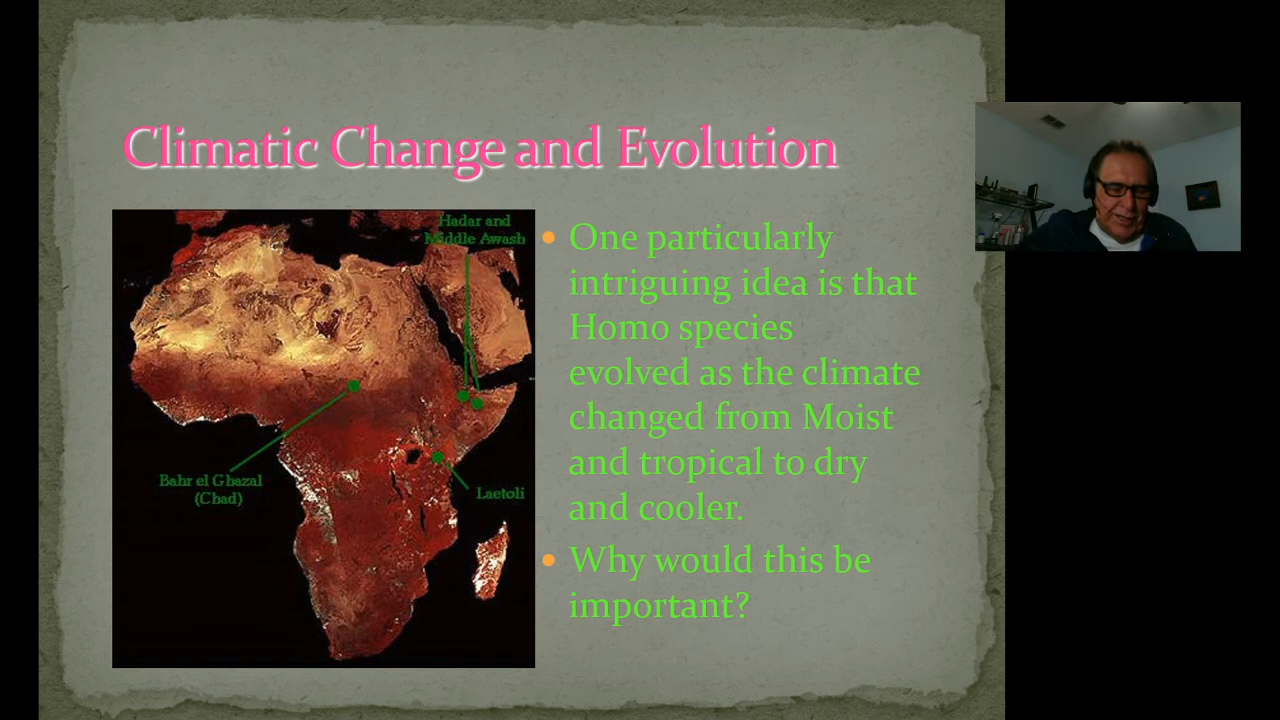 Climatic Change and Evolution
Hadar and
Middle Awash
Bahr el Ghazal
(Chad)
Laetoli
One particularly
intriguing idea is that
Homo species
evolved as the climate
changed from Moist
and tropical to dry
and cooler.
Why would this be
important?